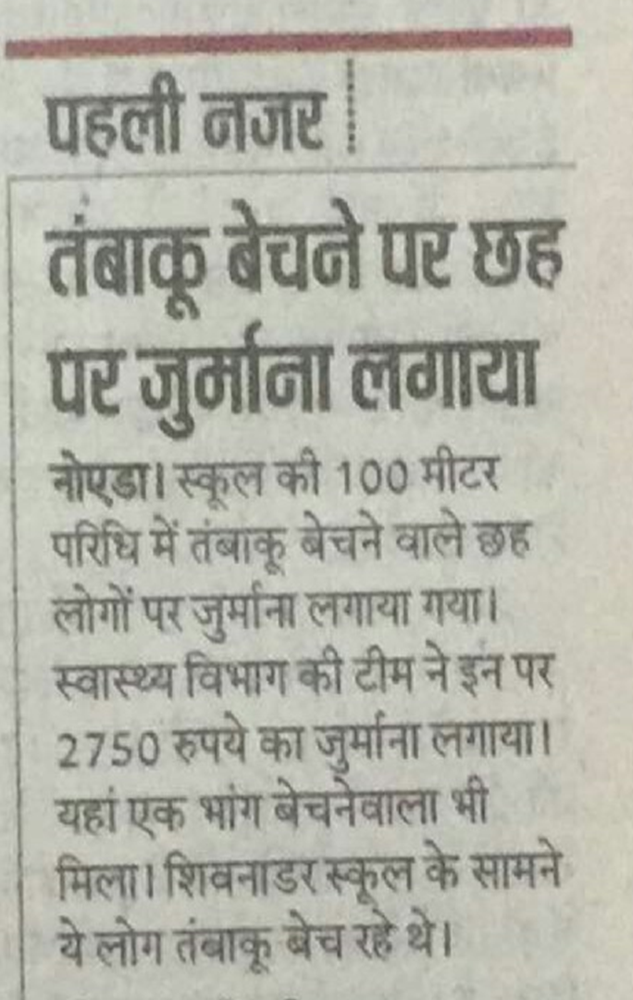 पहली नजर
तंबाकू बेचने पर छह
पर जुर्माना लगाया
नोएडा। स्कूल की 100 मीटर
परिधि में तंबाकू बेचने वाले छह
लोगों पर जुर्माना लगाया गया।
स्वास्थ्य विभाग की टीम ने इन पर
2750 रुपये का जुर्माना लगाया।
यहां एक भांग बेचनेवाला भी
मिला। शिवनाडर स्कूल के सामने
ये लोग तंबाकू बेच रहे थे।